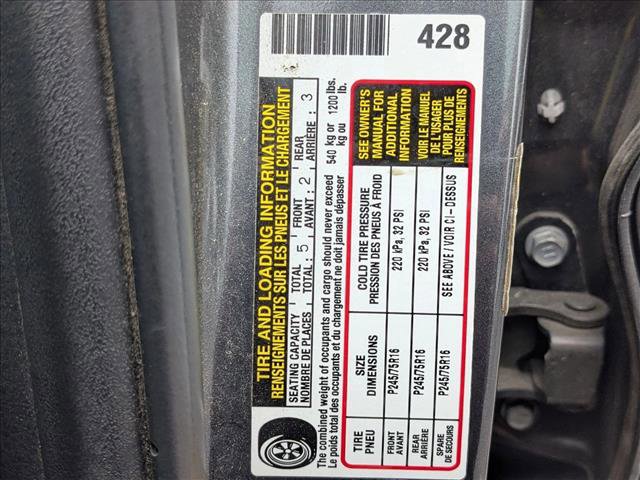 428
TIRE AND LOADING INFORMATION
RENSEIGNEMENTS SUR LES PNEUS ET LE CHARGEMENT
SEATING CAPACITY TOTAL 5 FRONT 2 REAR 3
NOMBRE DE PLACES TOTAL: AVANT: ARRIÈRE:
The combined weight of occupants and cargo should never exceed 540 kg or 1200 lbs.
Le poids total des occupants et du chargement ne doit jamais dépasser kg ou lb.
TIRE SIZE COLD TIRE PRESSURE
PNEU DIMENSIONS PRESSION DES PNEUS À FROID
FRONT P245/75R16 220 kPa, 32 PSI
AVANT
REAR P245/75R16 220 kPa, 32 PSI
ARRIÈRE
SPARE P245/75R16 SEE ABOVE / VOIR CI-DESSUS
DE SECOURS
SEE OWNER'S
MANUAL FOR
ADDITIONAL
INFORMATION
VOIR LE MANUEL
DE L'USAGER
POUR PLUS DE
RENSEIGNEMENTS